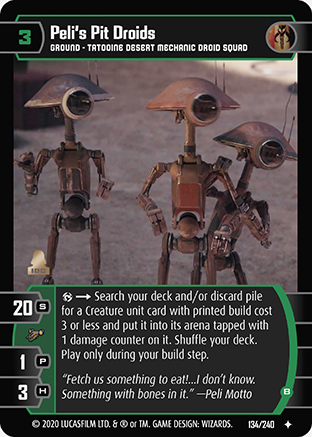 3
Peli's Pit Droids
GROUND - TATOOINE DESERT MECHANIC DROID SQUAD
20 S
1 P
3 H
→ Search your deck and/or discard pile
for a Creature unit card with printed build cost
3 or less and put it into its arena tapped with
1 damage counter on it. Shuffle your deck.
Play only during your build step.
"Fetch us something to eat!...I don't know.
Something with bones in it." —Peli Motto
B
© 2020 LUCASFILM LTD. & ® or TM. GAME DESIGN: WIZARDS.
134/240